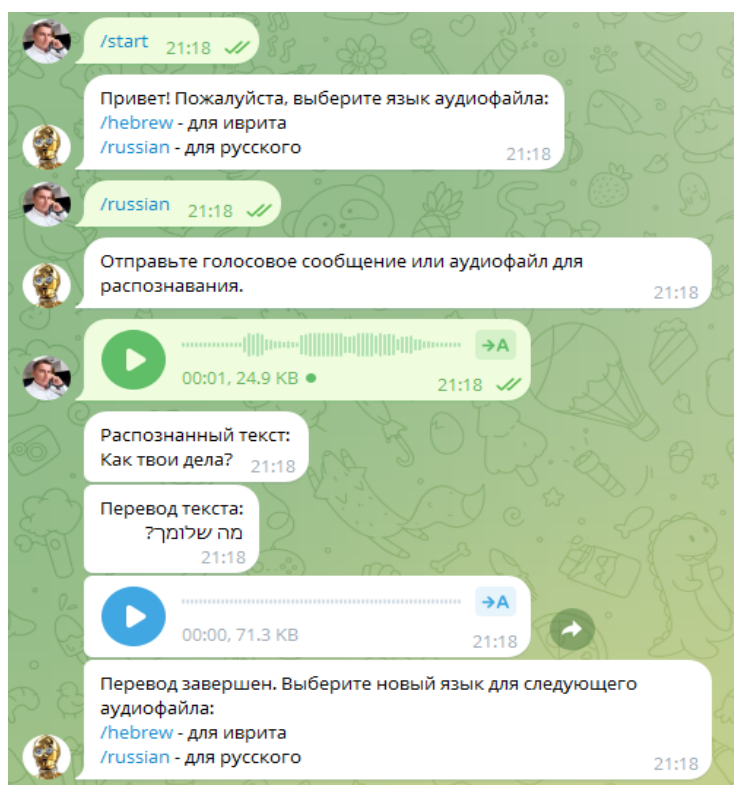 /start 21:18
Привет! Пожалуйста, выберите язык аудиофайла:
/hebrew - для иврита
/russian - для русского
21:18
/russian 21:18
Отправьте голосовое сообщение или аудиофайл для
распознавания.
21:18
→A
00:01, 24.9 KB
21:18
Распознанный текст:
Как твои дела? 21:18
Перевод текста:
מה שלומך?
21:18
→A
00:00, 71.3 KB
21:18
Перевод завершен. Выберите новый язык для следующего
аудиофайла:
/hebrew - для иврита
/russian - для русского
21:18